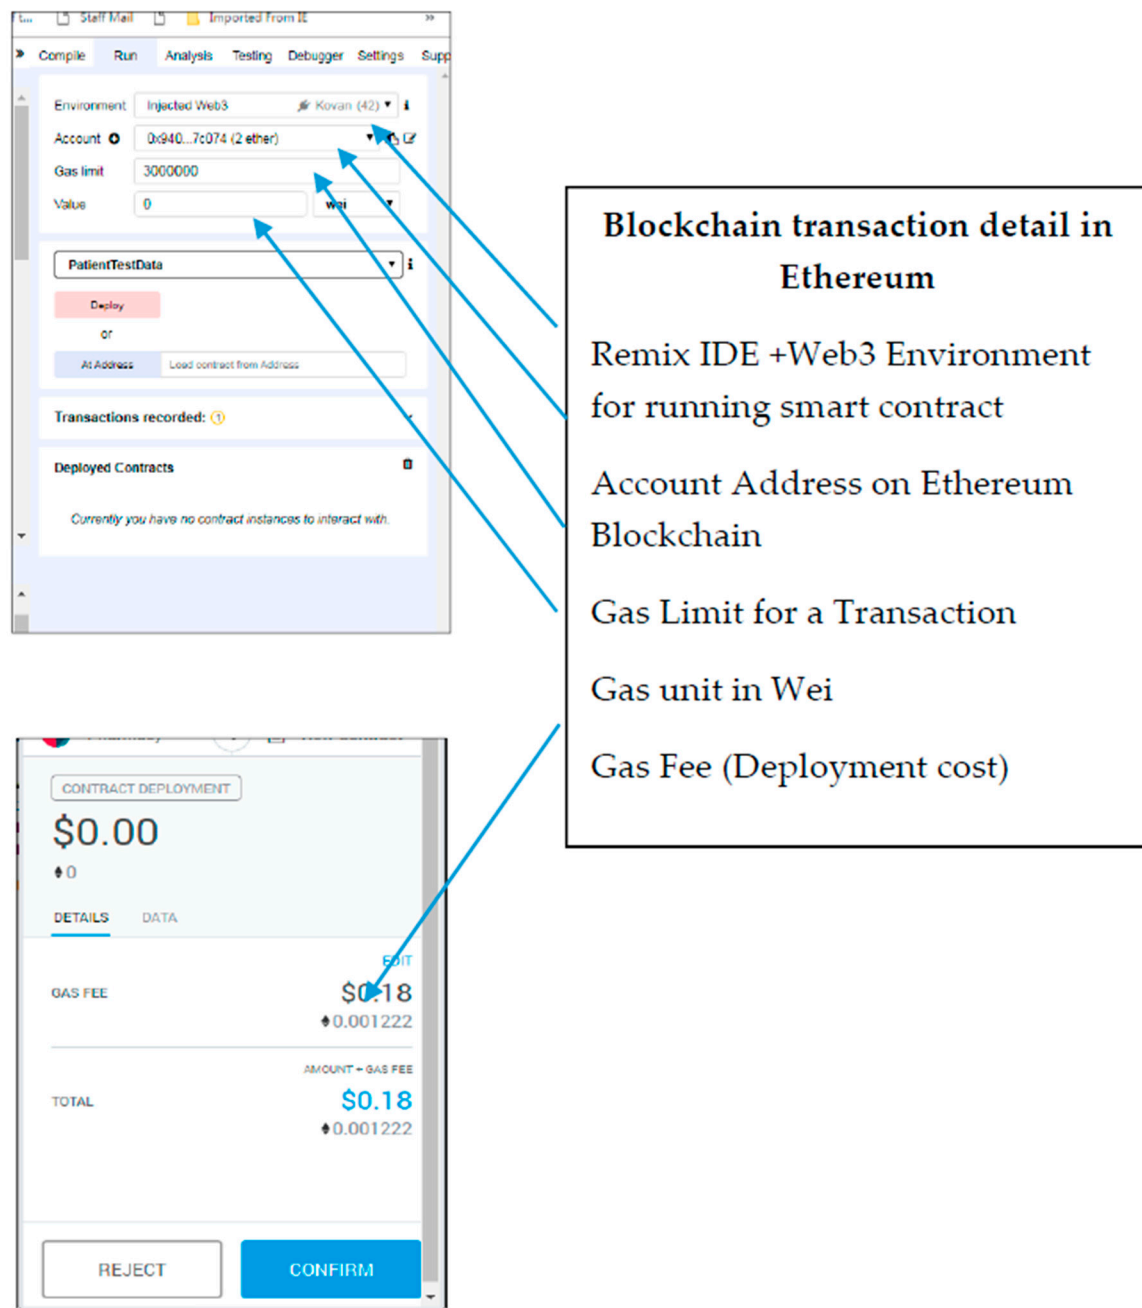 Staff Mail Imported From IE »
» Compile Run Analysis Testing Debugger Settings Supp
Environment Injected Web3 Kovan (42) i
Account 0x940...7c074 (2 ether)
Gas limit 3000000
Value 0 wei
PatientTestData i
Deploy
or
At Address Load contract from Address
Transactions recorded: 1
Deployed Contracts
Currently you have no contract instances to interact with.
Blockchain transaction detail in
Ethereum
Remix IDE +Web3 Environment
for running smart contract
Account Address on Ethereum
Blockchain
Gas Limit for a Transaction
Gas unit in Wei
Gas Fee (Deployment cost)
CONTRACT DEPLOYMENT
$0.00
0
DETAILS DATA
EDIT
GAS FEE $0.18
0.001222
AMOUNT + GAS FEE
TOTAL $0.18
0.001222
REJECT CONFIRM